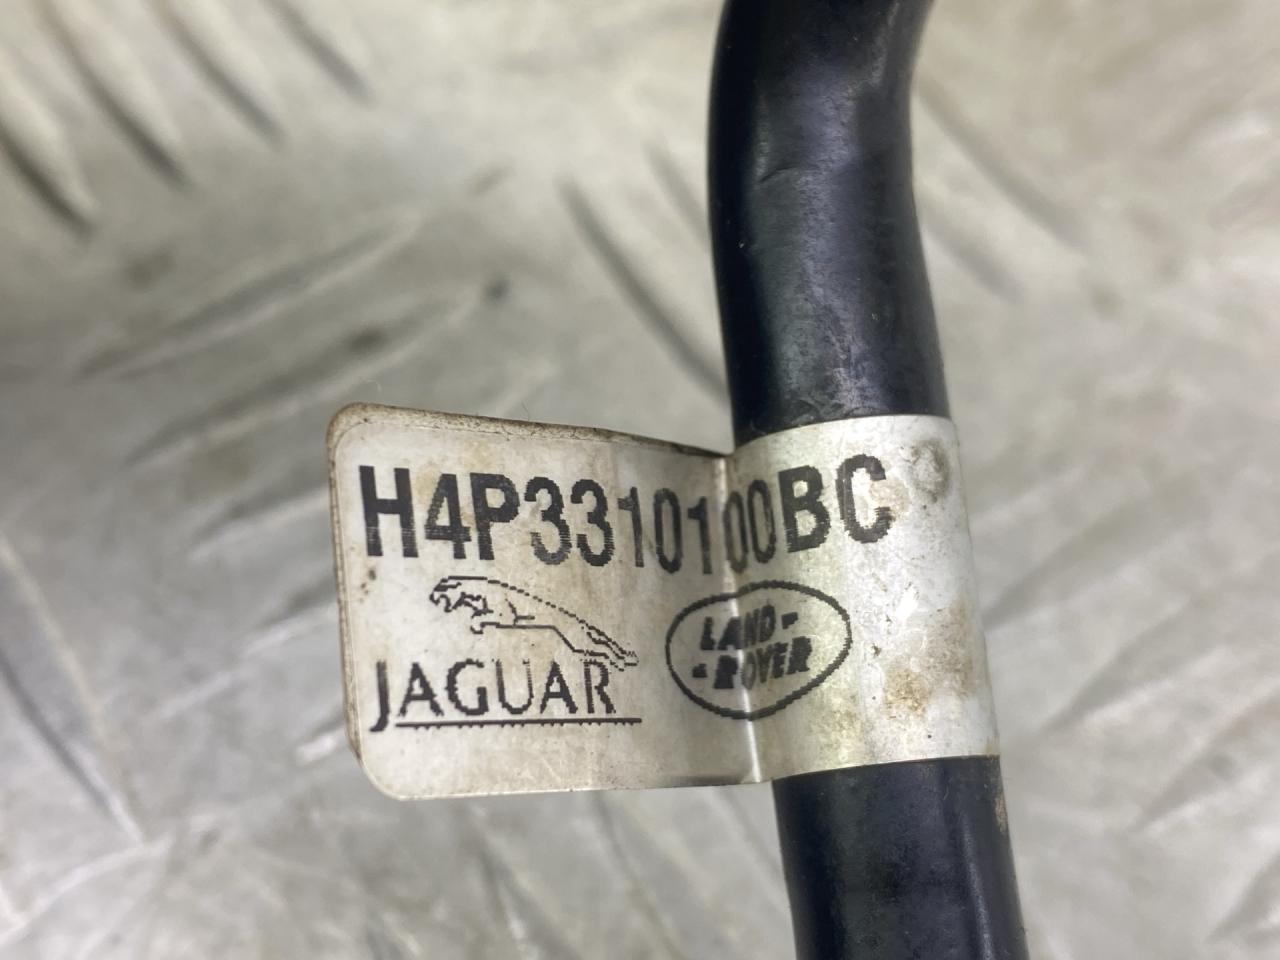 H4P3310100BC
JAGUAR
LAND-
-ROVER